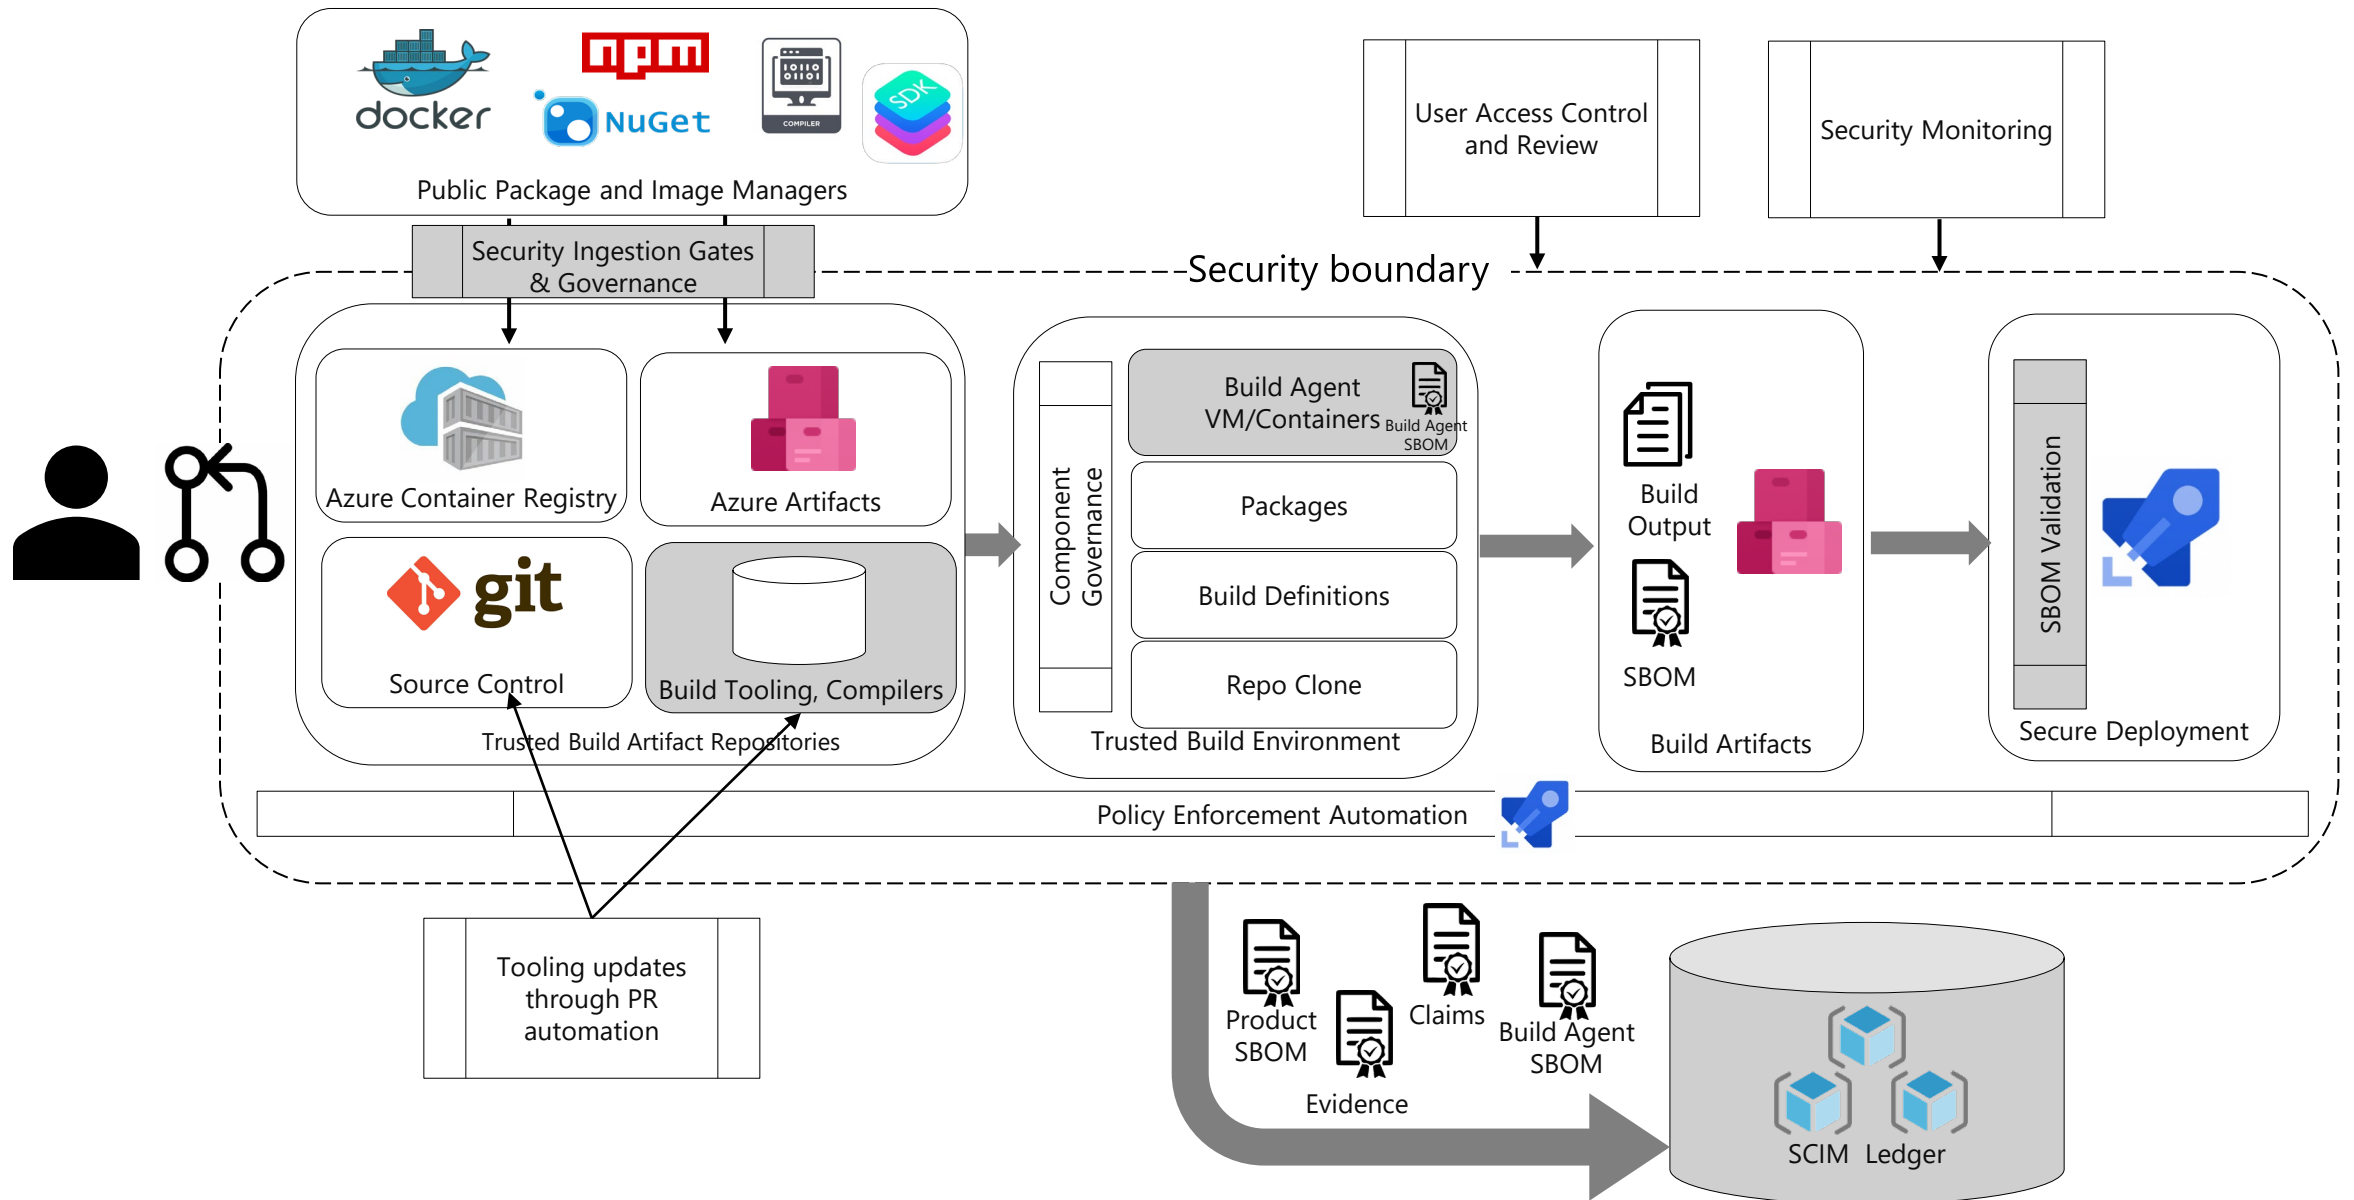 docker
npm
NuGet
01011
01101
COMPILER
SDK
Public Package and Image Managers
User Access Control
and Review
Security Monitoring
Security Ingestion Gates
& Governance
Security boundary
Azure Container Registry
Azure Artifacts
git
Source Control
Build Tooling, Compilers
Trusted Build Artifact Repositories
Component
Governance
Build Agent
VM/Containers
Build Agent
SBOM
Packages
Build Definitions
Repo Clone
Trusted Build Environment
Build
Output
SBOM
Build Artifacts
SBOM Validation
Secure Deployment
Policy Enforcement Automation
Tooling updates
through PR
automation
Product
SBOM
Evidence
Claims
Build Agent
SBOM
SCIM Ledger